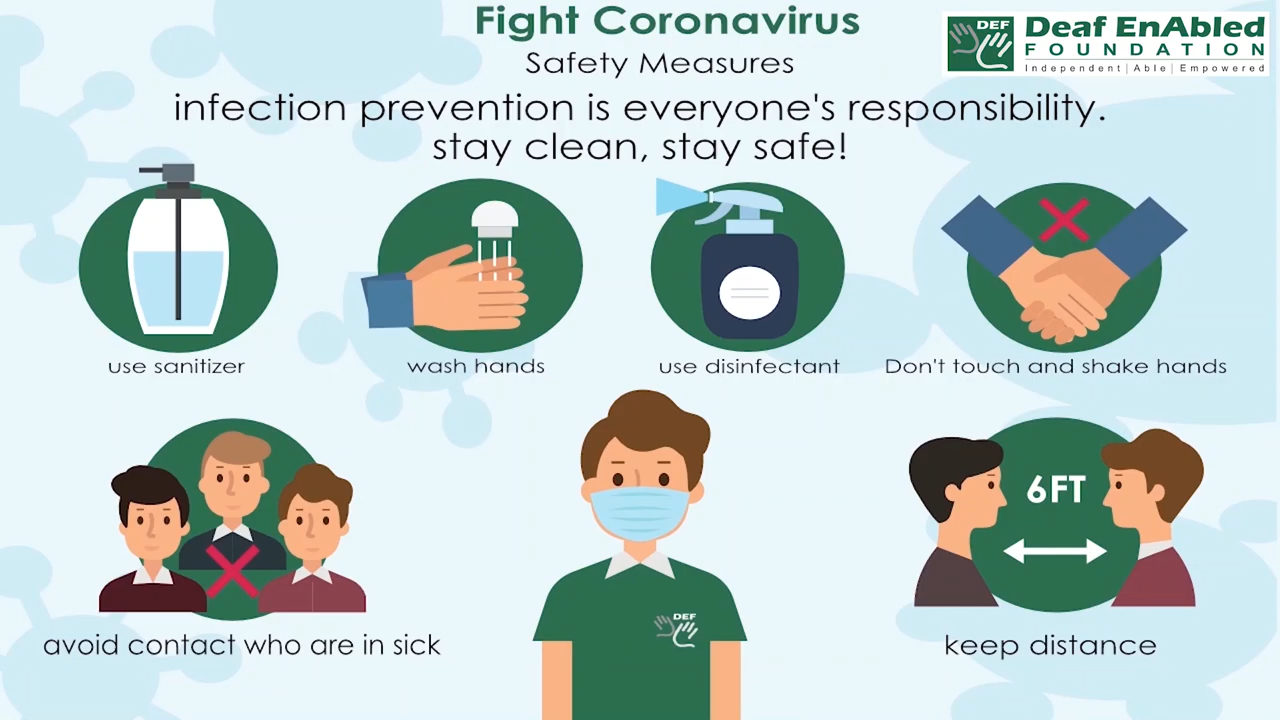 Fight Coronavirus
Safety Measures
DEF
Deaf EnAbled
FOUNDATION
Independent | Able | Empowered
infection prevention is everyone's responsibility.
stay clean, stay safe!
use sanitizer
wash hands
use disinfectant
Don't touch and shake hands
6FT
DEF
avoid contact who are in sick
keep distance